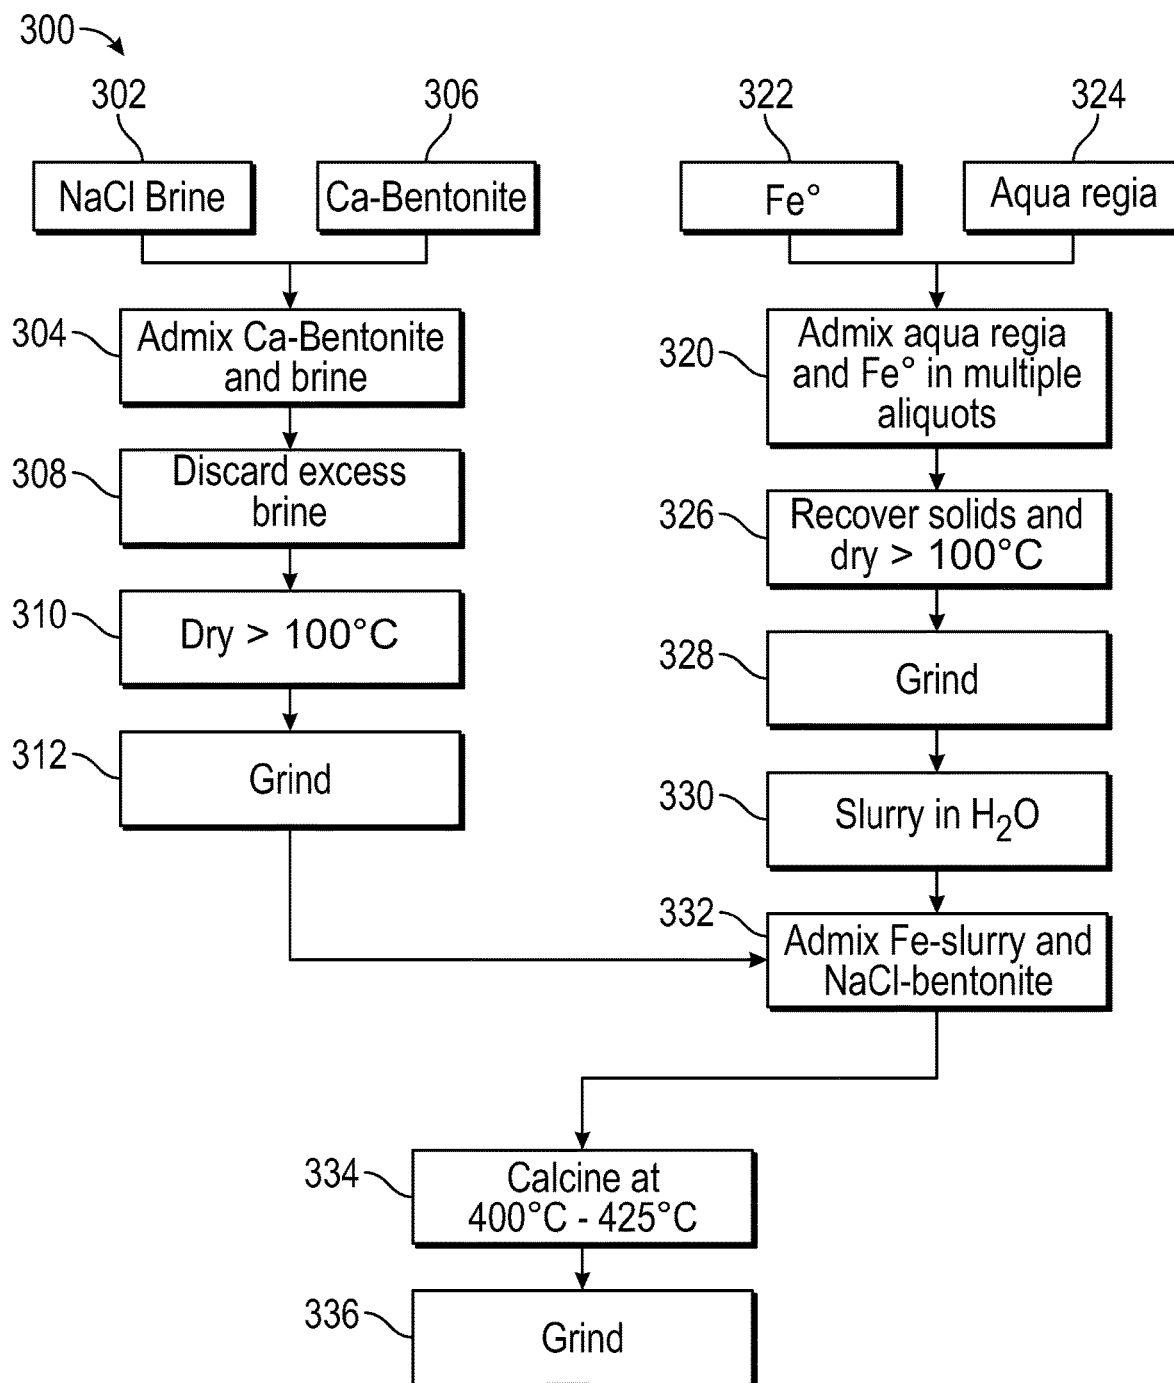 300
302
306
322
324
NaCl Brine
Ca-Bentonite
Fe°
Aqua regia
304
Admix Ca-Bentonite
and brine
320
Admix aqua regia
and Fe° in multiple
aliquots
308
Discard excess
brine
326
Recover solids and
dry > 100°C
310
Dry > 100°C
328
Grind
312
Grind
330
Slurry in H₂O
332
Admix Fe-slurry and
NaCl-bentonite
334
Calcine at
400°C - 425°C
336
Grind